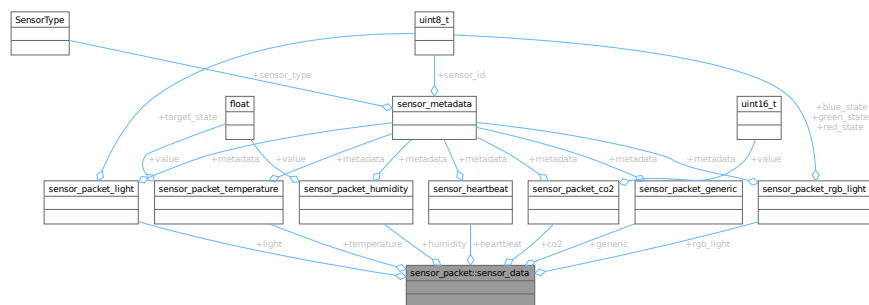 SensorType
uint8_t
+sensor_type
+sensor_id
float
sensor_metadata
uint16_t
+target_state
+blue_state
+green_state
+red_state
+value
+metadata
+value
+metadata
+metadata
+metadata
+metadata
+value
+metadata
sensor_packet_light
sensor_packet_temperature
sensor_packet_humidity
sensor_heartbeat
sensor_packet_co2
sensor_packet_generic
sensor_packet_rgb_light
+light
+temperature
+humidity
+heartbeat
+co2
+generic
+rgb_light
sensor_packet::sensor_data